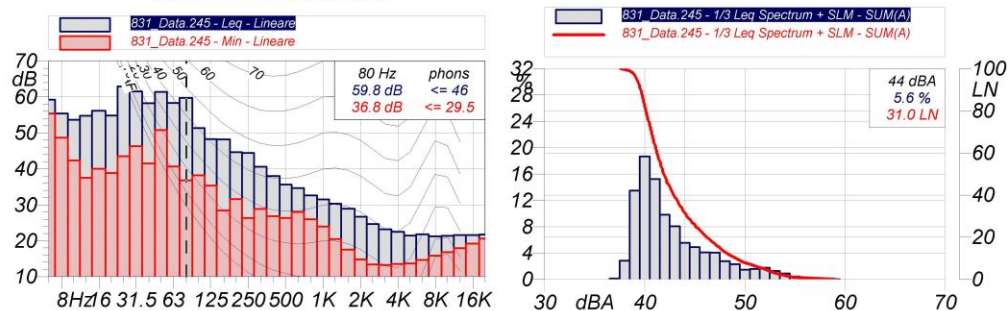 831_Data.245 - Leq - Lineare
831_Data.245 - Min - Lineare
70
dB
60
50
40
30
20
10
30
40
50
60
70
80 Hz phons
59.8 dB <= 46
36.8 dB <= 29.5
8Hz 16 31.5 63 125 250 500 1K 2K 4K 8K 16K
831_Data.245 - 1/3 Leq Spectrum + SLM - SUM(A)
831_Data.245 - 1/3 Leq Spectrum + SLM - SUM(A)
32
%
28
24
20
16
12
8
4
0
44 dBA
5.6 %
31.0 LN
100
LN
80
60
40
20
0
30 dBA 40 50 60 70